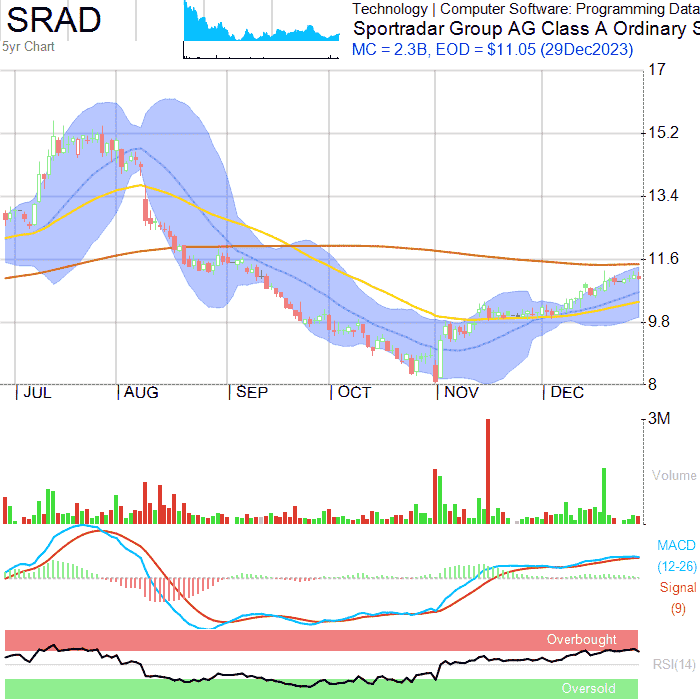 SRAD
5yr Chart
Technology | Computer Software: Programming Data
Sportradar Group AG Class A Ordinary S
MC = 2.3B, EOD = $11.05 (29Dec2023)
17
15.2
13.4
11.6
9.8
8
JUL AUG SEP OCT NOV DEC
3M
Volume
MACD
(12-26)
Signal
(9)
Overbought
RSI(14)
Oversold